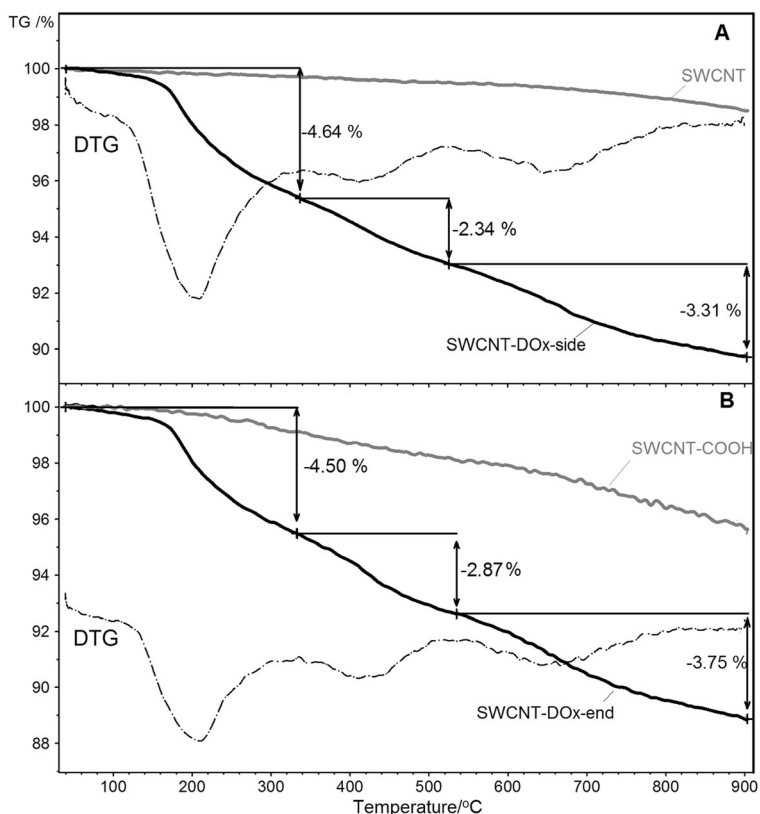 TG /%
A
100
SWCNT
98
-4.64 %
DTG
96
-2.34 %
94
92
-3.31 %
SWCNT-DOx-side
90
100
B
SWCNT-COOH
98
-4.50 %
96
94
-2.87 %
92
DTG
-3.75 %
90
SWCNT-DOx-end
88
100 200 300 400 500 600 700 800 900
Temperature/°C